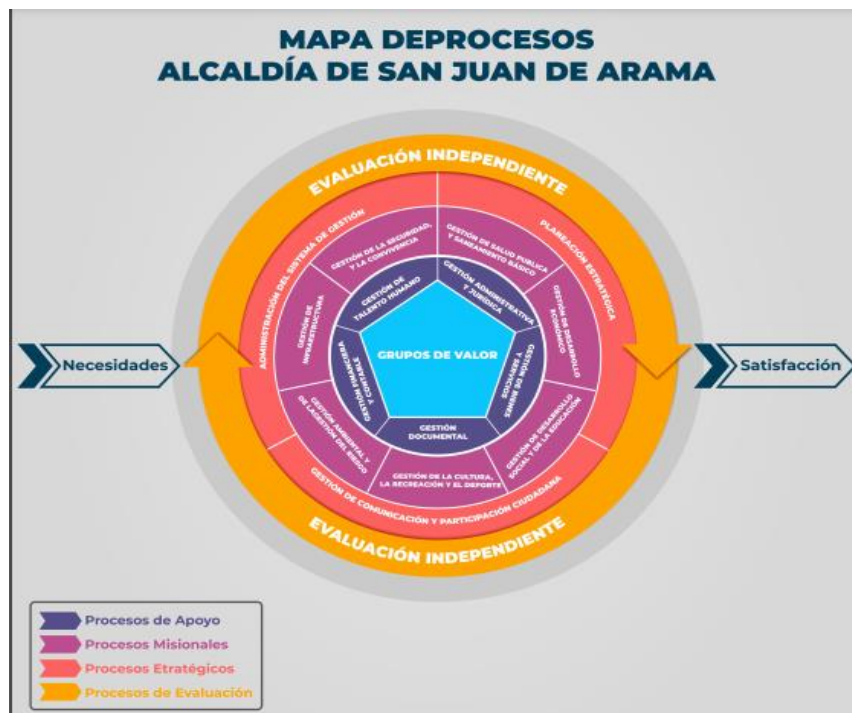 MAPA DEPROCESOS
ALCALDÍA DE SAN JUAN DE ARAMA
EVALUACIÓN INDEPENDIENTE
ADMINISTRACIÓN DEL SISTEMA DE GESTIÓN
PLANEACIÓN ESTRATÉGICA
GESTIÓN DE LA SEGURIDAD,
Y LA CONVIVENCIA
GESTIÓN DE SALUD PUBLICA
Y SANEAMIENTO BÁSICO
GESTIÓN DE
TALENTO HUMANO
GESTIÓN ADMINISTRATIVA
Y JURÍDICA
GESTIÓN DE
INFRAESTRUCTURA
GESTIÓN DE DESARROLLO
ECONÓMICO
Necesidades
GRUPOS DE VALOR
Satisfacción
GESTIÓN FINANCIERA
Y CONTABLE
GESTIÓN DE BIENES
Y SERVICIOS
GESTIÓN
DOCUMENTAL
GESTIÓN AMBIENTAL Y
DE LAGESTIÓN DEL RIESGO
GESTIÓN DE DESARROLLO
SOCIAL Y DE LA EDUCACIÓN
GESTIÓN DE LA CULTURA,
LA RECREACIÓN Y EL DEPORTE
GESTIÓN DE COMUNICACIÓN Y PARTICIPACIÓN CIUDADANA
EVALUACIÓN INDEPENDIENTE
Procesos de Apoyo
Procesos Misionales
Procesos Etratégicos
Procesos de Evaluación